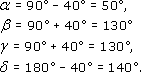 α = 90° – 40° = 50°,
β = 90° + 40° = 130°
γ = 90° + 40° = 130°,
δ = 180° – 40° = 140°.